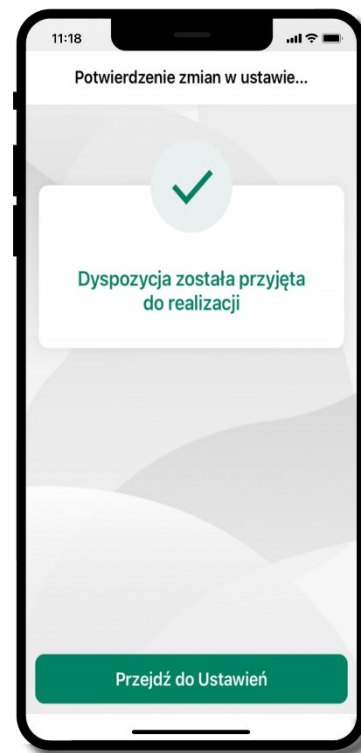 11:18
Potwierdzenie zmian w ustawie...
Dyspozycja została przyjęta
do realizacji
Przejdź do Ustawień